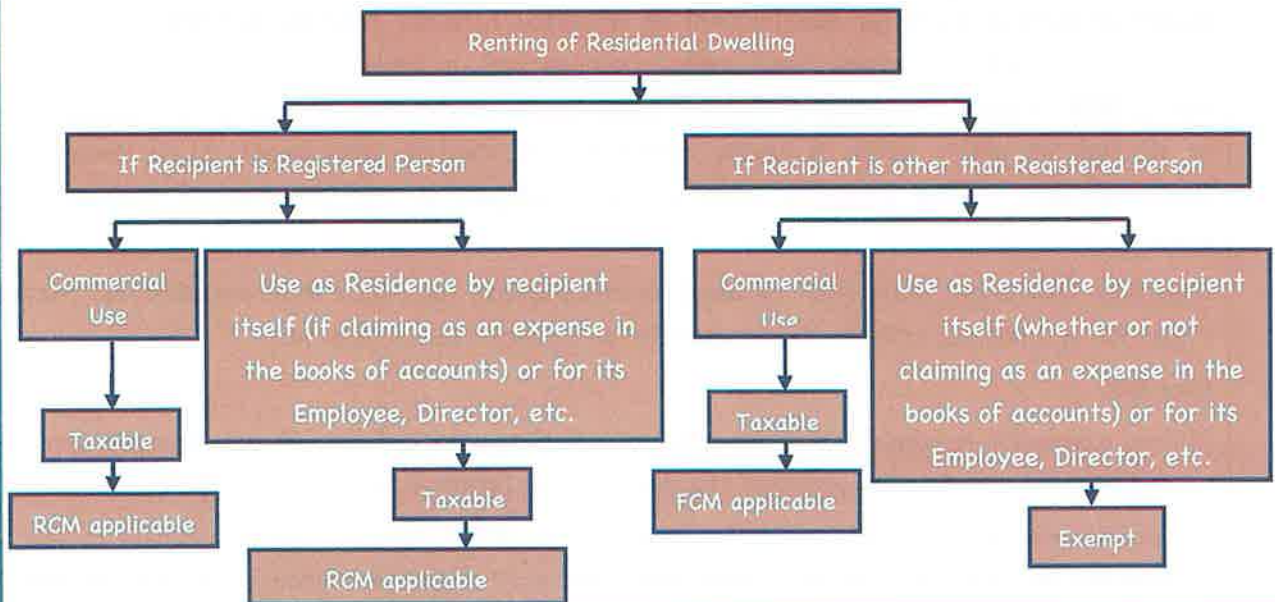 Renting of Residential Dwelling
If Recipient is Registered Person
If Recipient is other than Registered Person
Commercial
Use
Use as Residence by recipient
itself (if claiming as an expense in
the books of accounts) or for its
Employee, Director, etc.
Commercial
Use
Use as Residence by recipient
itself (whether or not
claiming as an expense in the
books of accounts) or for its
Employee, Director, etc.
Taxable
Taxable
RCM applicable
Taxable
FCM applicable
Exempt
RCM applicable